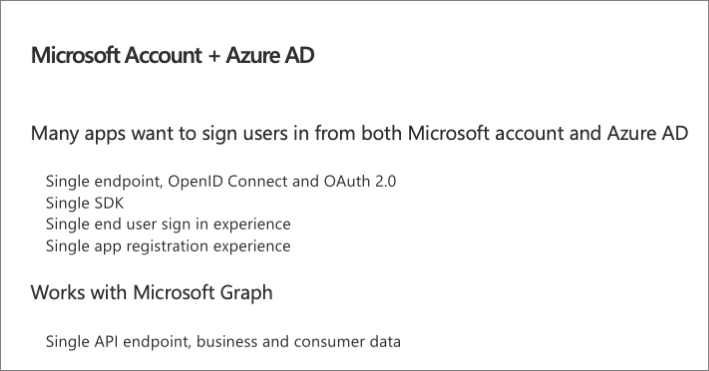 Microsoft Account + Azure AD
Many apps want to sign users in from both Microsoft account and Azure AD
Single endpoint, OpenID Connect and OAuth 2.0
Single SDK
Single end user sign in experience
Single app registration experience
Works with Microsoft Graph
Single API endpoint, business and consumer data